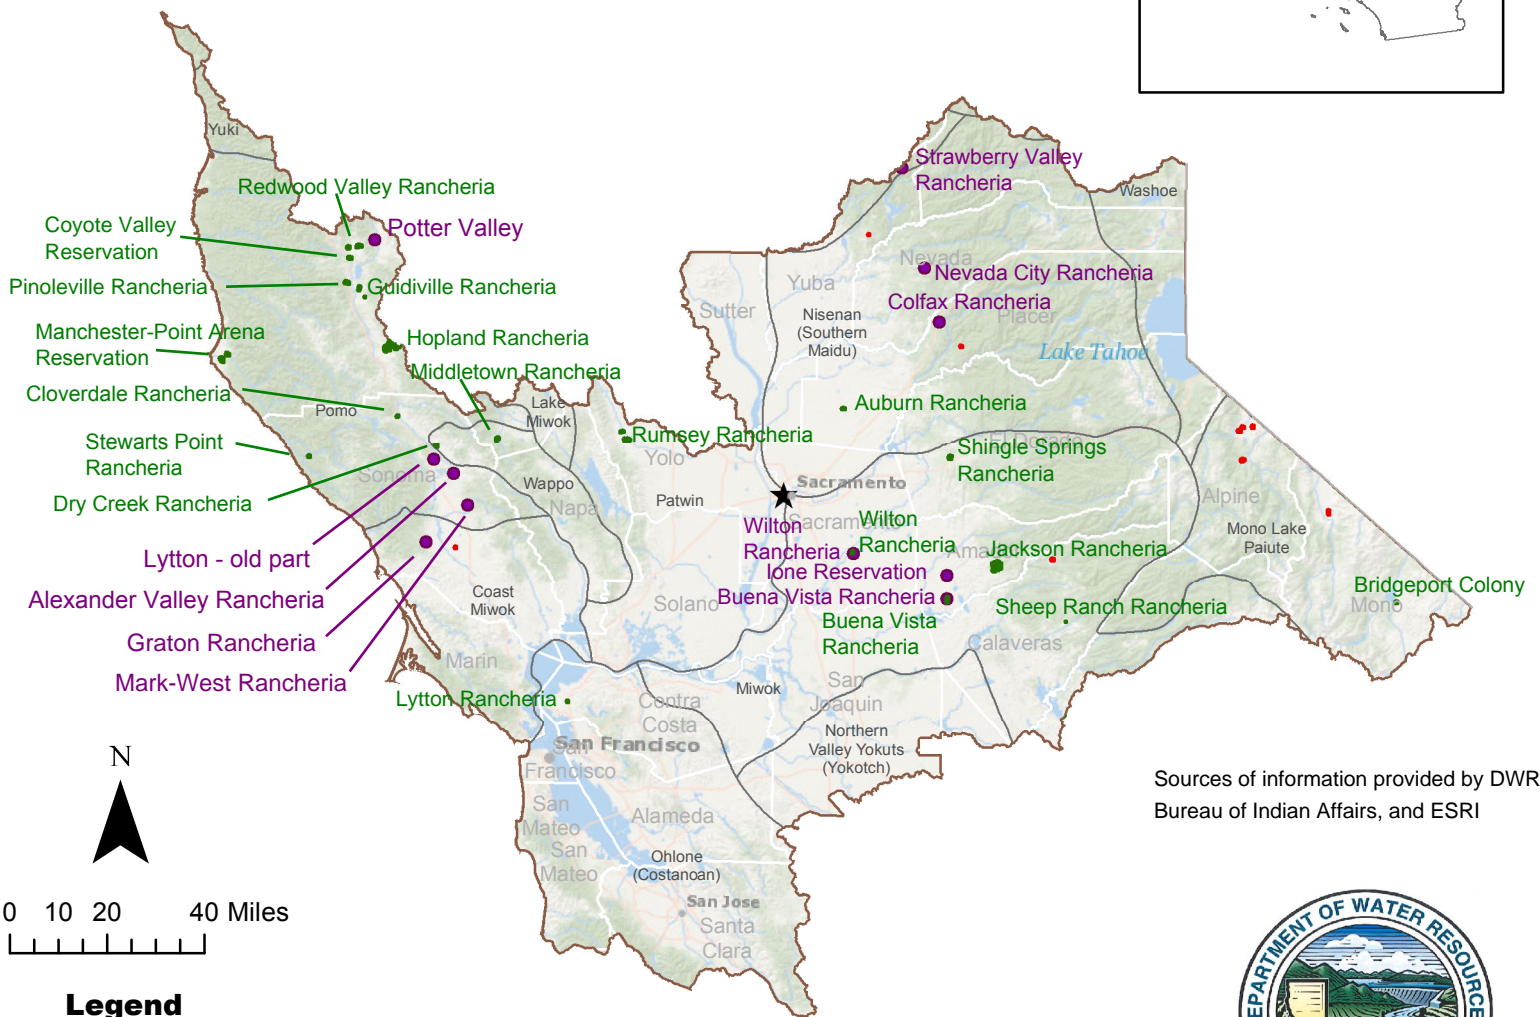 Yuki
Redwood Valley Rancheria
Coyote Valley
Reservation
Potter Valley
Pinoleville Rancheria
Guidiville Rancheria
Manchester-Point Arena
Reservation
Hopland Rancheria
Middletown Rancheria
Cloverdale Rancheria
Pomo
Lake
Miwok
Stewarts Point
Rancheria
Sonoma
Rumsey Rancheria
Yolo
Dry Creek Rancheria
Wappo
Napa
Patwin
Lytton - old part
Alexander Valley Rancheria
Coast
Miwok
Solano
Graton Rancheria
Mark-West Rancheria
Marin
Lytton Rancheria
Strawberry Valley
Rancheria
Washoe
Nevada
Nevada City Rancheria
Yuba
Sutter
Colfax Rancheria
Placer
Nisenan
(Southern
Maidu)
Lake Tahoe
Auburn Rancheria
El Dorado
Shingle Springs
Rancheria
Sacramento
Sacramento
Wilton
Rancheria
Wilton
Rancheria
Alpine
Mono Lake
Paiute
Amador
Jackson Rancheria
Ione Reservation
Buena Vista Rancheria
Buena Vista
Rancheria
Sheep Ranch Rancheria
Bridgeport Colony
Mono
Calaveras
Miwok
San
Joaquin
Contra
Costa
Northern
Valley Yokuts
(Yokotch)
San Francisco
San
Francisco
San
Mateo
San
Mateo
Alameda
Ohlone
(Costanoan)
San Jose
Santa
Clara
Sources of information provided by DWR
Bureau of Indian Affairs, and ESRI
N
0 10 20 40 Miles
Legend
DEPARTMENT OF WATER RESOURCE